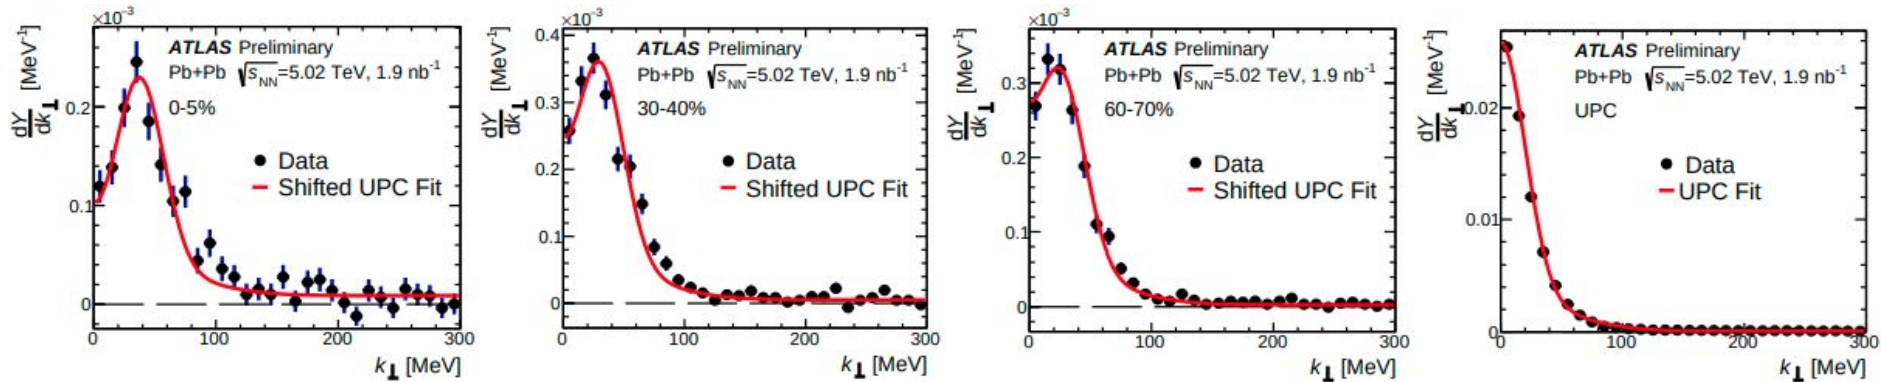 ×10⁻³
dY/dk⊥ [MeV⁻¹]
ATLAS Preliminary
Pb+Pb √sNN=5.02 TeV, 1.9 nb⁻¹
0-5%
Data
Shifted UPC Fit
0.2
0.1
0
0 100 200 300
k⊥ [MeV]
×10⁻³
dY/dk⊥ [MeV⁻¹]
ATLAS Preliminary
Pb+Pb √sNN=5.02 TeV, 1.9 nb⁻¹
30-40%
Data
Shifted UPC Fit
0.4
0.3
0.2
0.1
0
0 100 200 300
k⊥ [MeV]
×10⁻³
dY/dk⊥ [MeV⁻¹]
ATLAS Preliminary
Pb+Pb √sNN=5.02 TeV, 1.9 nb⁻¹
60-70%
Data
Shifted UPC Fit
0.3
0.2
0.1
0
0 100 200 300
k⊥ [MeV]
dY/dk⊥ [MeV⁻¹]
ATLAS Preliminary
Pb+Pb √sNN=5.02 TeV, 1.9 nb⁻¹
UPC
Data
UPC Fit
0.02
0.01
0
0 100 200 300
k⊥ [MeV]